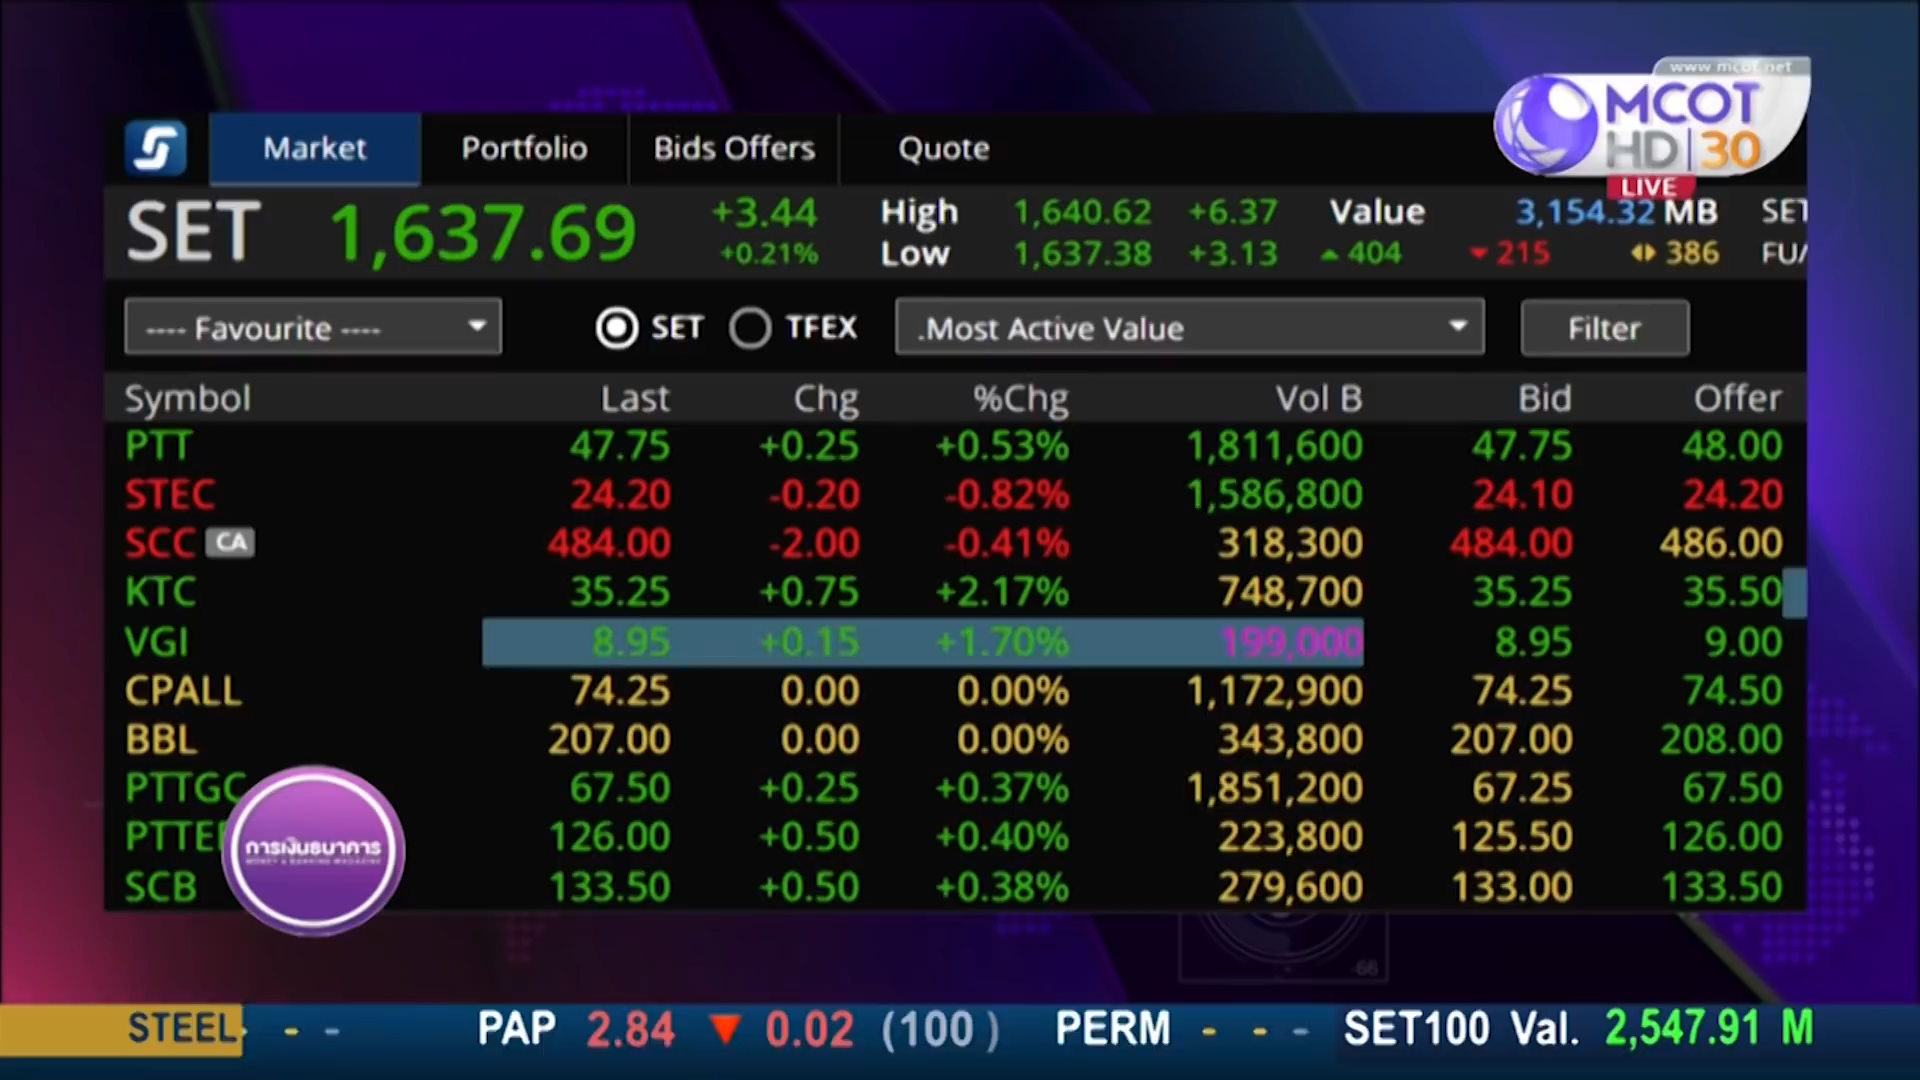 www.mcot.net
MCOT
HD 30
LIVE
Market Portfolio Bids Offers Quote
SET 1,637.69 +3.44 +0.21%
High 1,640.62 +6.37 Value 3,154.32 MB SET
Low 1,637.38 +3.13 ▲ 404 ▼ 215 386 FU/
---- Favourite ---- SET TFEX .Most Active Value Filter
Symbol Last Chg %Chg Vol B Bid Offer
PTT 47.75 +0.25 +0.53% 1,811,600 47.75 48.00
STEC 24.20 -0.20 -0.82% 1,586,800 24.10 24.20
SCC CA 484.00 -2.00 -0.41% 318,300 484.00 486.00
KTC 35.25 +0.75 +2.17% 748,700 35.25 35.50
VGI 8.95 +0.15 +1.70% 199,000 8.95 9.00
CPALL 74.25 0.00 0.00% 1,172,900 74.25 74.50
BBL 207.00 0.00 0.00% 343,800 207.00 208.00
PTTGC 67.50 +0.25 +0.37% 1,851,200 67.25 67.50
PTTE 126.00 +0.50 +0.40% 223,800 125.50 126.00
SCB 133.50 +0.50 +0.38% 279,600 133.00 133.50
การเงินธนาคาร
MONEY & BANKING MAGAZINE
-66
STEEL - - PAP 2.84 ▼ 0.02 (100 ) PERM - - - SET100 Val. 2,547.91 M